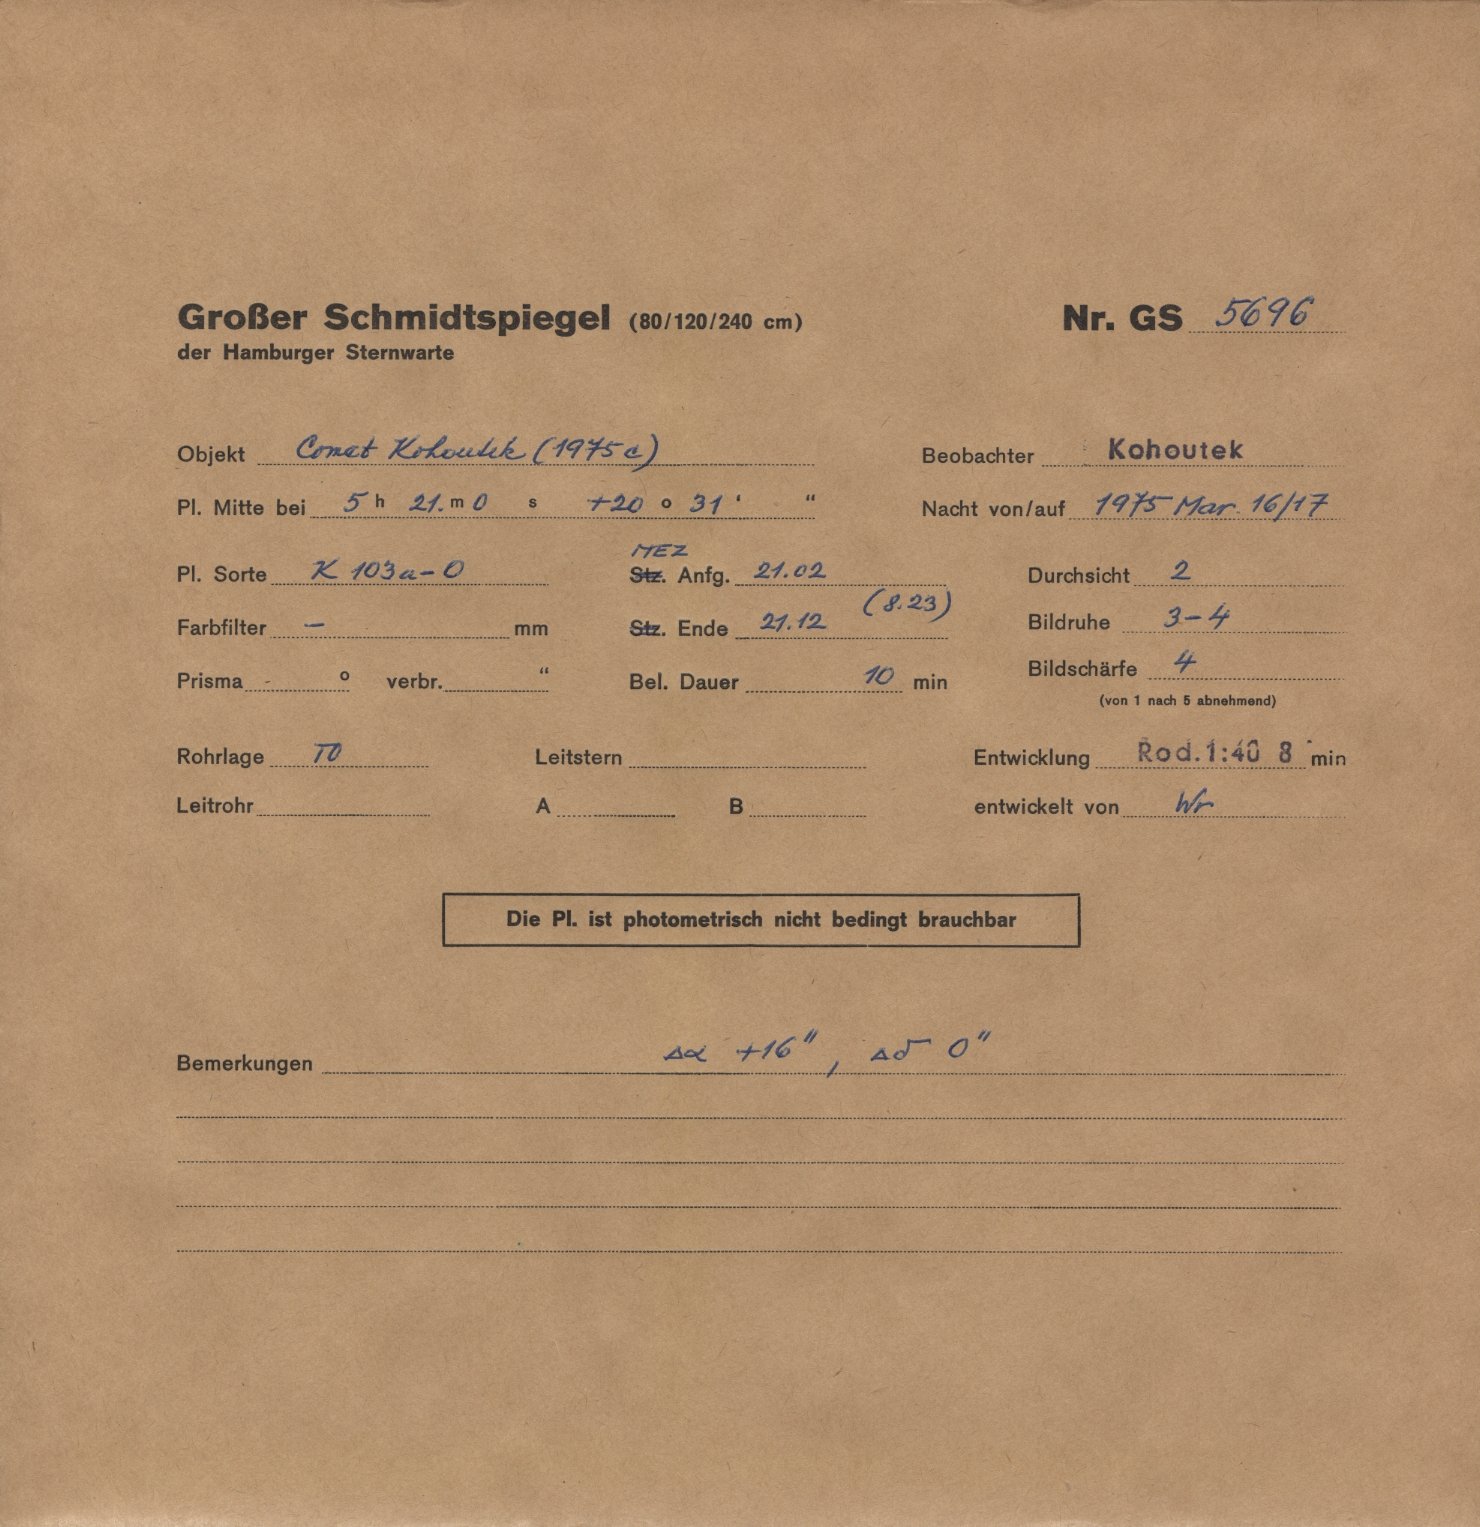 Großer Schmidtspiegel (80/120/240 cm) Nr. GS 5696
der Hamburger Sternwarte
Objekt Comet Kohoutek (1975 c) Beobachter Kohoutek
Pl. Mitte bei 5 h 21. m 0 s +20 o 31 ' " Nacht von/auf 1975 Mar. 16/17
MEZ
Pl. Sorte K 103a-O Stz. Anfg. 21.02 Durchsicht 2
(8.23)
Farbfilter – mm Stz. Ende 21.12 Bildruhe 3-4
Prisma - o verbr. " Bel. Dauer 10 min Bildschärfe 4
(von 1 nach 5 abnehmend)
Rohrlage TO Leitstern Entwicklung Rod. 1:40 8 min
Leitrohr A B entwickelt von Wr
Die Pl. ist photometrisch nicht bedingt brauchbar
Bemerkungen Δα +16", Δδ 0"